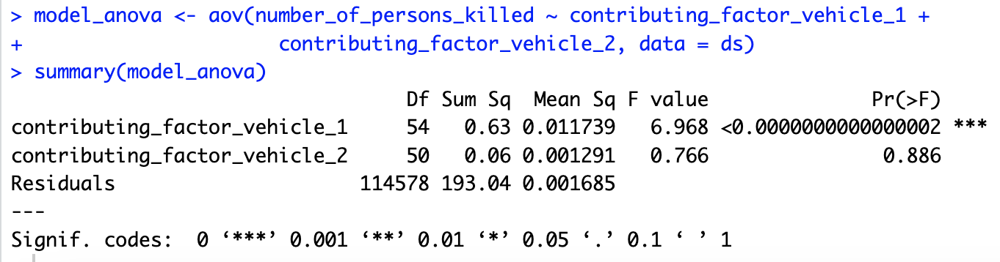 > model_anova <- aov(number_of_persons_killed ~ contributing_factor_vehicle_1 +
+                      contributing_factor_vehicle_2, data = ds)
> summary(model_anova)
                                  Df Sum Sq  Mean Sq F value              Pr(>F)
contributing_factor_vehicle_1     54   0.63 0.011739   6.968 <0.0000000000000002 ***
contributing_factor_vehicle_2     50   0.06 0.001291   0.766               0.886
Residuals                     114578 193.04 0.001685
---
Signif. codes:  0 ‘***’ 0.001 ‘**’ 0.01 ‘*’ 0.05 ‘.’ 0.1 ‘ ’ 1